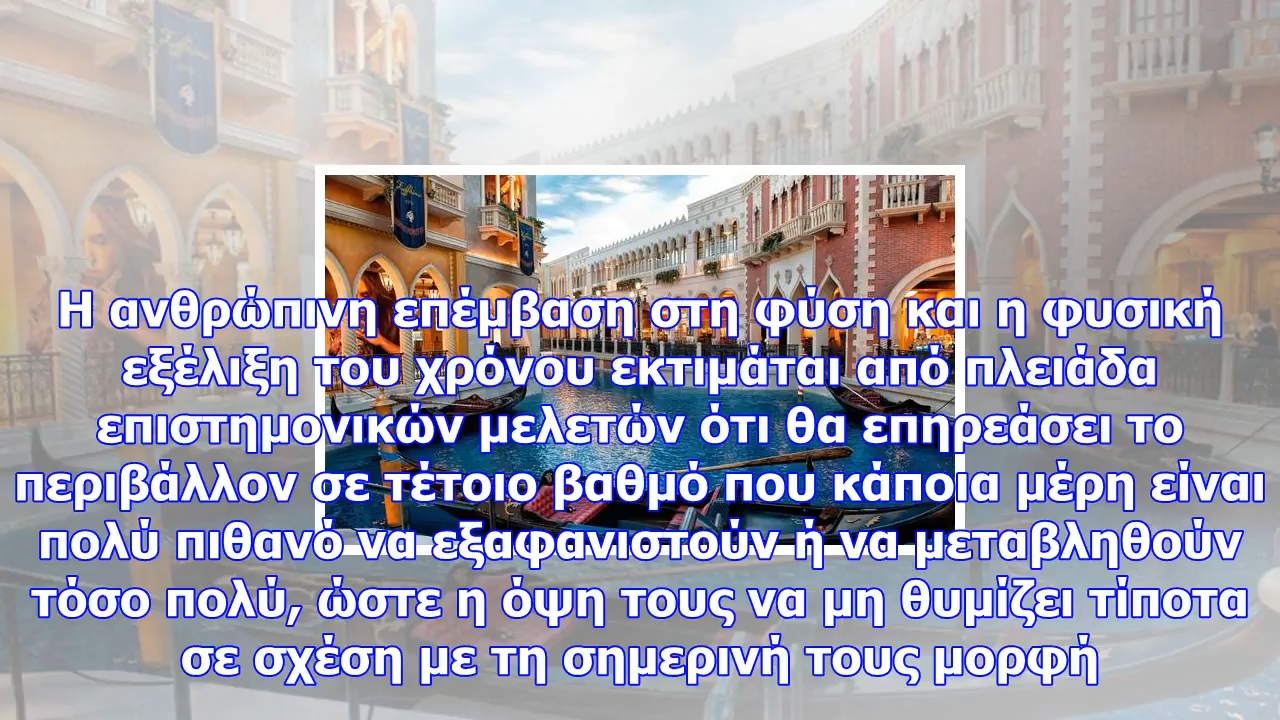 Η ανθρώπινη επέμβαση στη φύση και η φυσική
εξέλιξη του χρόνου εκτιμάται από πλειάδα
επιστημονικών μελετών ότι θα επηρεάσει το
περιβάλλον σε τέτοιο βαθμό που κάποια μέρη είναι
πολύ πιθανό να εξαφανιστούν ή να μεταβληθούν
τόσο πολύ, ώστε η όψη τους να μη θυμίζει τίποτα
σε σχέση με τη σημερινή τους μορφή